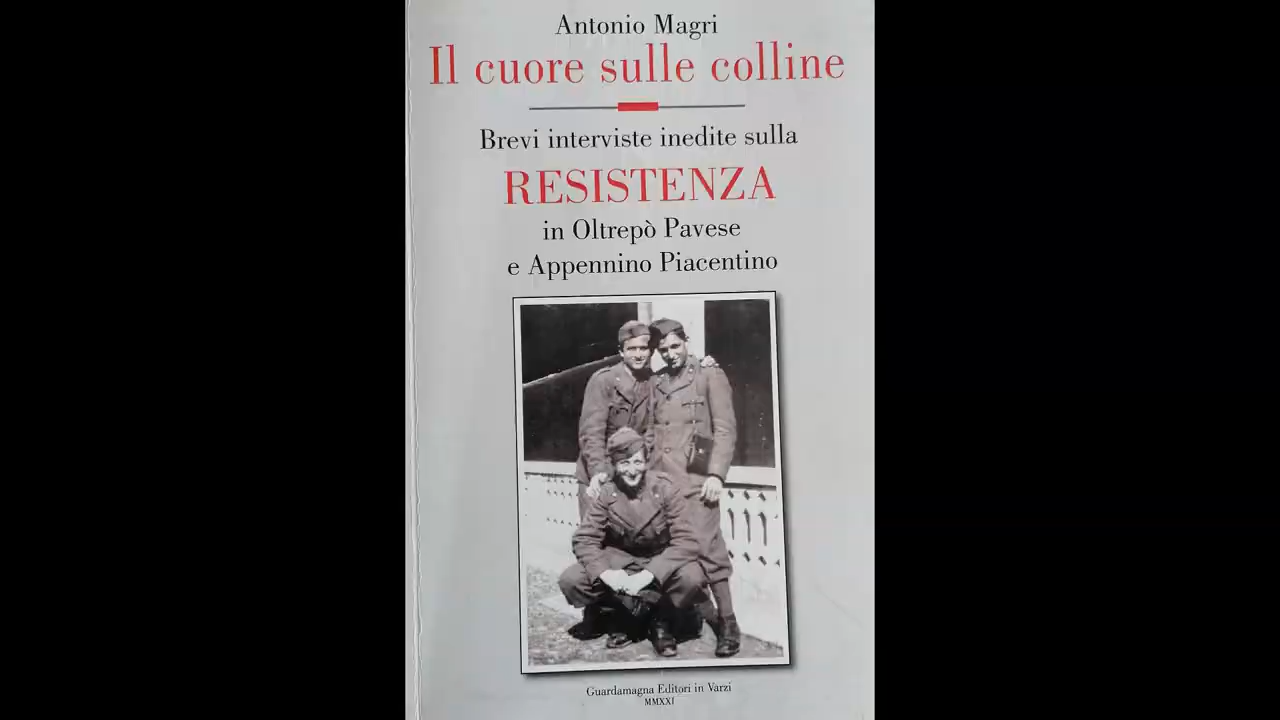 Antonio Magri
Il cuore sulle colline
Brevi interviste inedite sulla
RESISTENZA
in Oltrepò Pavese
e Appennino Piacentino
Guardamagna Editori in Varzi
MMXXI